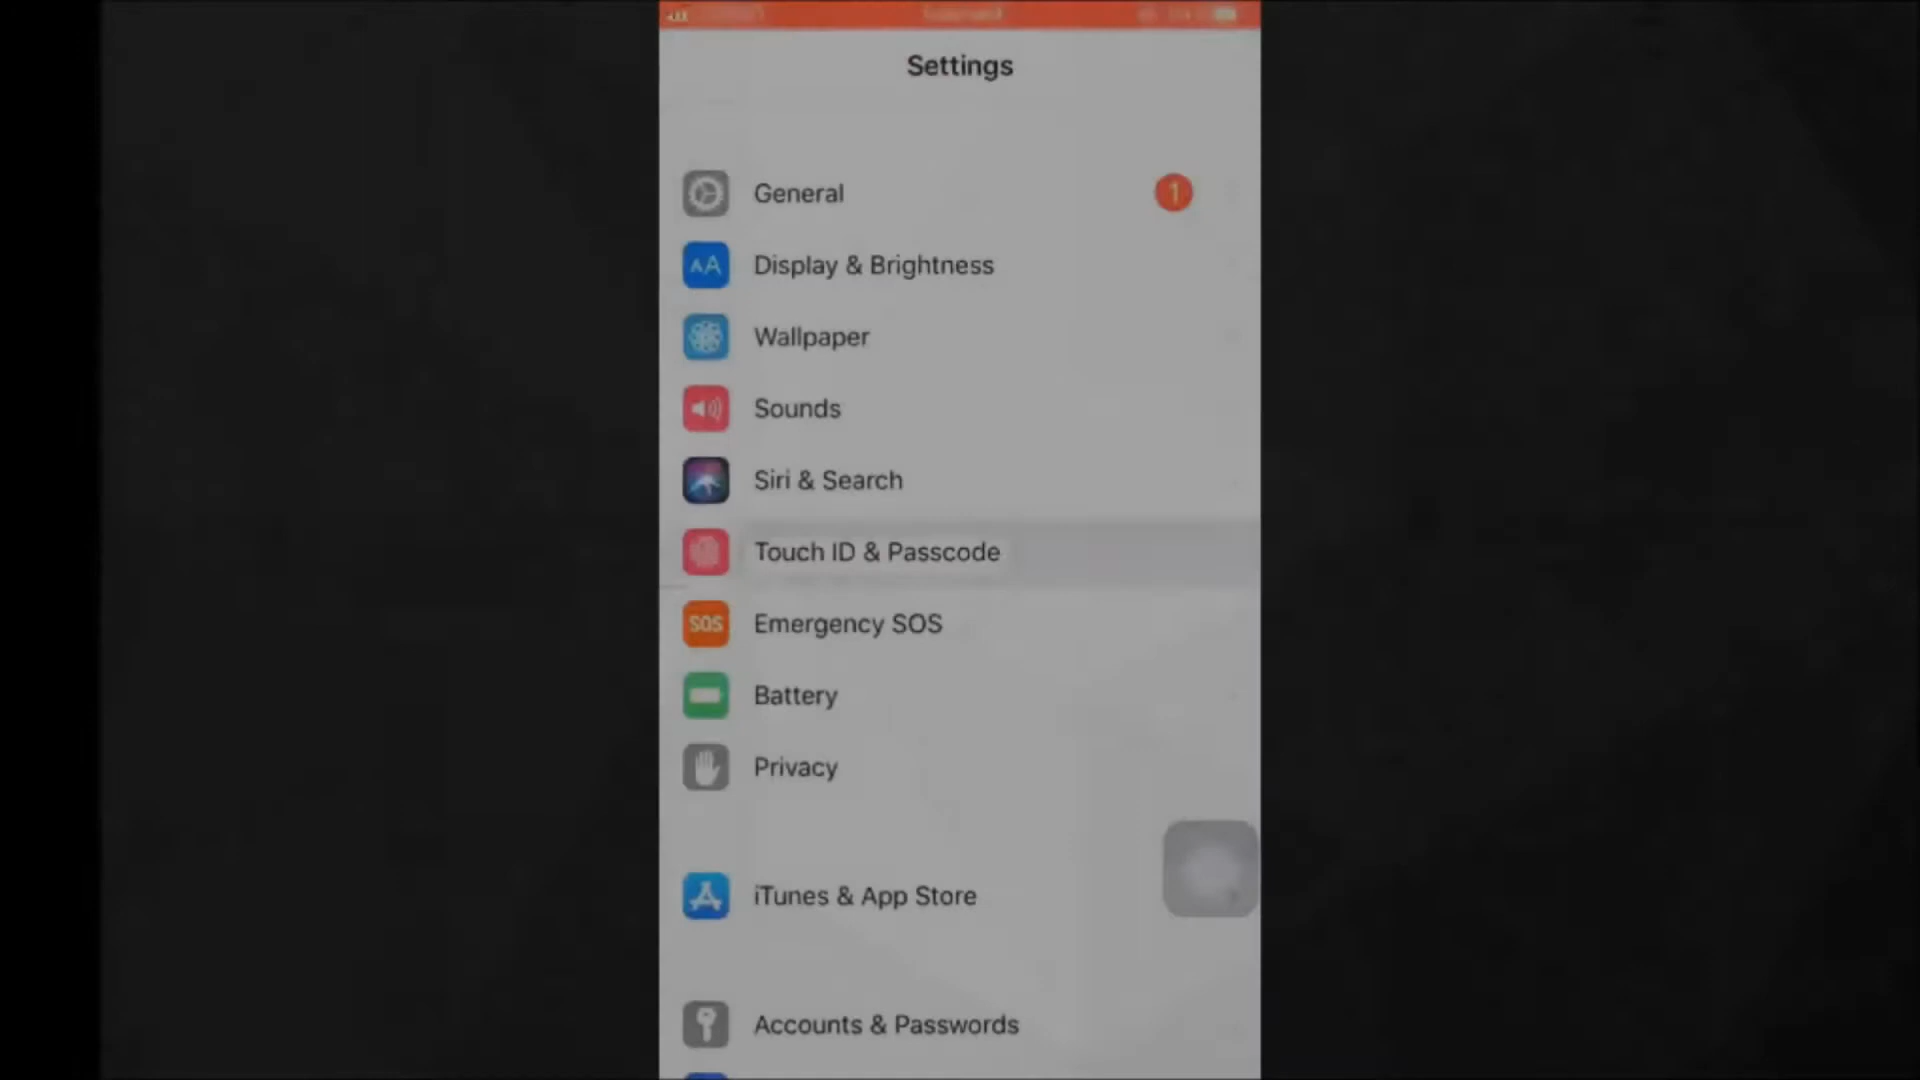 Settings
General
1
AA Display & Brightness
Wallpaper
Sounds
Siri & Search
Touch ID & Passcode
SOS Emergency SOS
Battery
Privacy
iTunes & App Store
Accounts & Passwords